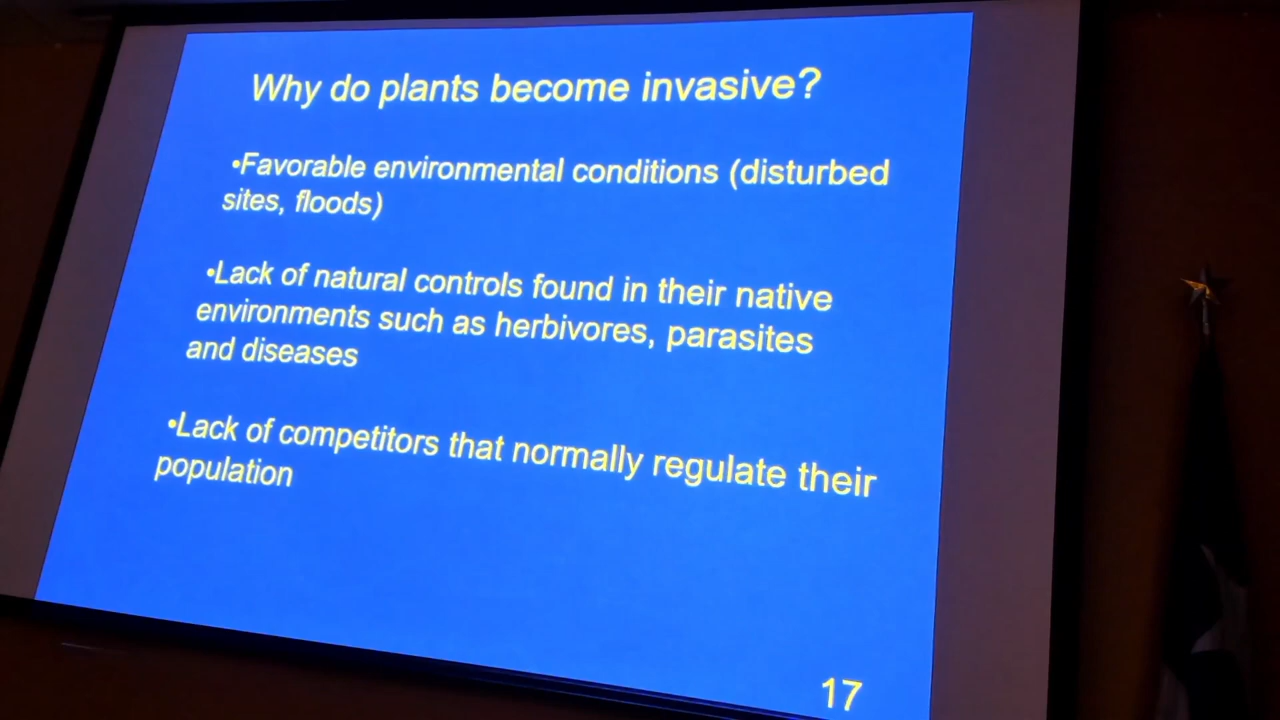 Why do plants become invasive?
•Favorable environmental conditions (disturbed
sites, floods)
•Lack of natural controls found in their native
environments such as herbivores, parasites
and diseases
•Lack of competitors that normally regulate their
population
17